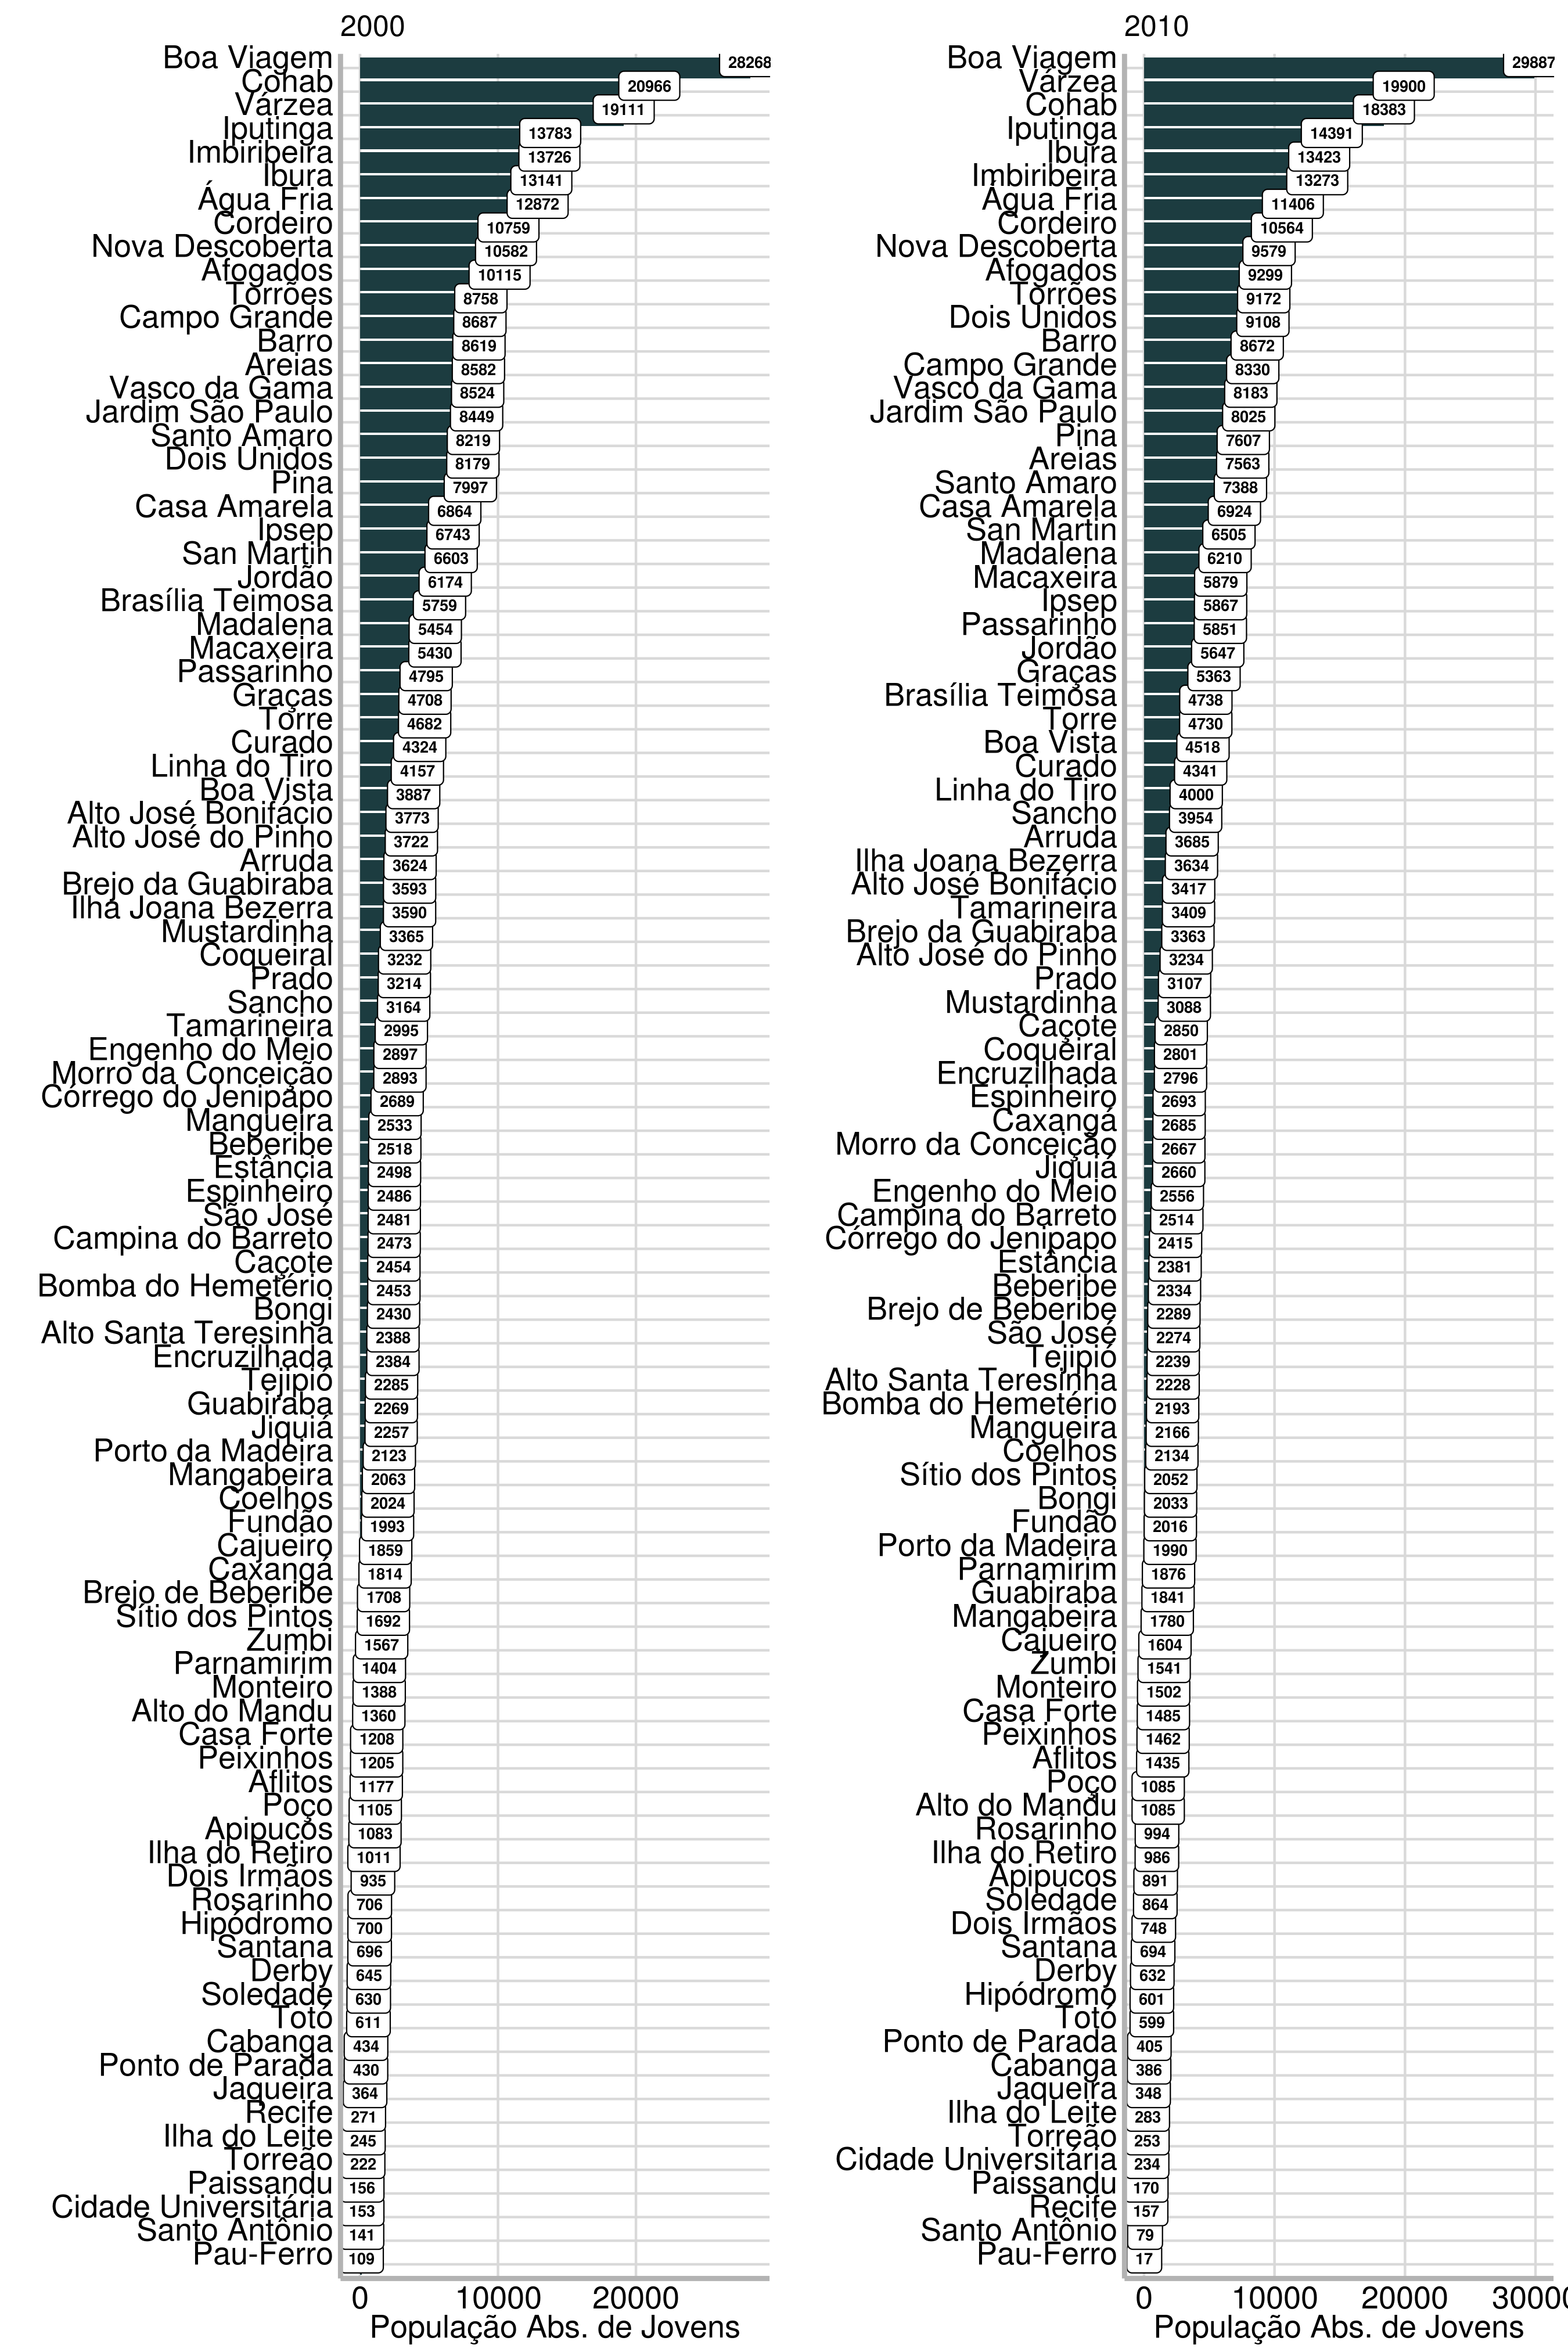 2000
Boa Viagem 28268
Cohab 20966
Várzea 19111
Iputinga 13783
Imbiribeira 13726
Ibura 13141
Água Fria 12872
Cordeiro 10759
Nova Descoberta 10582
Afogados 10115
Torrões 8758
Campo Grande 8687
Barro 8619
Areias 8582
Vasco da Gama 8524
Jardim São Paulo 8449
Santo Amaro 8219
Dois Unidos 8179
Pina 7997
Casa Amarela 6864
Ipsep 6743
San Martin 6603
Jordão 6174
Brasília Teimosa 5759
Madalena 5454
Macaxeira 5430
Passarinho 4795
Graças 4708
Torre 4682
Curado 4324
Linha do Tiro 4157
Boa Vista 3887
Alto José Bonifácio 3773
Alto José do Pinho 3722
Arruda 3624
Brejo da Guabiraba 3593
Ilha Joana Bezerra 3590
Mustardinha 3365
Coqueiral 3232
Prado 3214
Sancho 3164
Tamarineira 2995
Engenho do Meio 2897
Morro da Conceição 2893
Córrego do Jenipapo 2689
Mangueira 2533
Beberibe 2518
Estância 2498
Espinheiro 2486
São José 2481
Campina do Barreto 2473
Caçote 2454
Bomba do Hemetério 2453
Bongi 2430
Alto Santa Teresinha 2388
Encruzilhada 2384
Tejipió 2285
Guabiraba 2269
Jiquiá 2257
Porto da Madeira 2123
Mangabeira 2063
Coelhos 2024
Fundão 1993
Cajueiro 1859
Caxangá 1814
Brejo de Beberibe 1708
Sítio dos Pintos 1692
Zumbi 1567
Parnamirim 1404
Monteiro 1388
Alto do Mandu 1360
Casa Forte 1208
Peixinhos 1205
Aflitos 1177
Poço 1105
Apipucos 1083
Ilha do Retiro 1011
Dois Irmãos 935
Rosarinho 706
Hipódromo 700
Santana 696
Derby 645
Soledade 630
Totó 611
Cabanga 434
Ponto de Parada 430
Jaqueira 364
Recife 271
Ilha do Leite 245
Torreão 222
Paissandu 156
Cidade Universitária 153
Santo Antônio 141
Pau-Ferro 109
0 10000 20000
População Abs. de Jovens
2010
Boa Viagem 29887
Várzea 19900
Cohab 18383
Iputinga 14391
Ibura 13423
Imbiribeira 13273
Água Fria 11406
Cordeiro 10564
Nova Descoberta 9579
Afogados 9299
Torrões 9172
Dois Unidos 9108
Barro 8672
Campo Grande 8330
Vasco da Gama 8183
Jardim São Paulo 8025
Pina 7607
Areias 7563
Santo Amaro 7388
Casa Amarela 6924
San Martin 6505
Madalena 6210
Macaxeira 5879
Ipsep 5867
Passarinho 5851
Jordão 5647
Graças 5363
Brasília Teimosa 4738
Torre 4730
Boa Vista 4518
Curado 4341
Linha do Tiro 4000
Sancho 3954
Arruda 3685
Ilha Joana Bezerra 3634
Alto José Bonifácio 3417
Tamarineira 3409
Brejo da Guabiraba 3363
Alto José do Pinho 3234
Prado 3107
Mustardinha 3088
Caçote 2850
Coqueiral 2801
Encruzilhada 2796
Espinheiro 2693
Caxangá 2685
Morro da Conceição 2667
Jiquiá 2660
Engenho do Meio 2556
Campina do Barreto 2514
Córrego do Jenipapo 2415
Estância 2381
Beberibe 2334
Brejo de Beberibe 2289
São José 2274
Tejipió 2239
Alto Santa Teresinha 2228
Bomba do Hemetério 2193
Mangueira 2166
Coelhos 2134
Sítio dos Pintos 2052
Bongi 2033
Fundão 2016
Porto da Madeira 1990
Parnamirim 1876
Guabiraba 1841
Mangabeira 1780
Cajueiro 1604
Zumbi 1541
Monteiro 1502
Casa Forte 1485
Peixinhos 1462
Aflitos 1435
Poço 1085
Alto do Mandu 1085
Rosarinho 994
Ilha do Retiro 986
Apipucos 891
Soledade 864
Dois Irmãos 748
Santana 694
Derby 632
Hipódromo 601
Totó 599
Ponto de Parada 405
Cabanga 386
Jaqueira 348
Ilha do Leite 283
Torreão 253
Cidade Universitária 234
Paissandu 170
Recife 157
Santo Antônio 79
Pau-Ferro 17
0 10000 20000 30000
População Abs. de Jovens